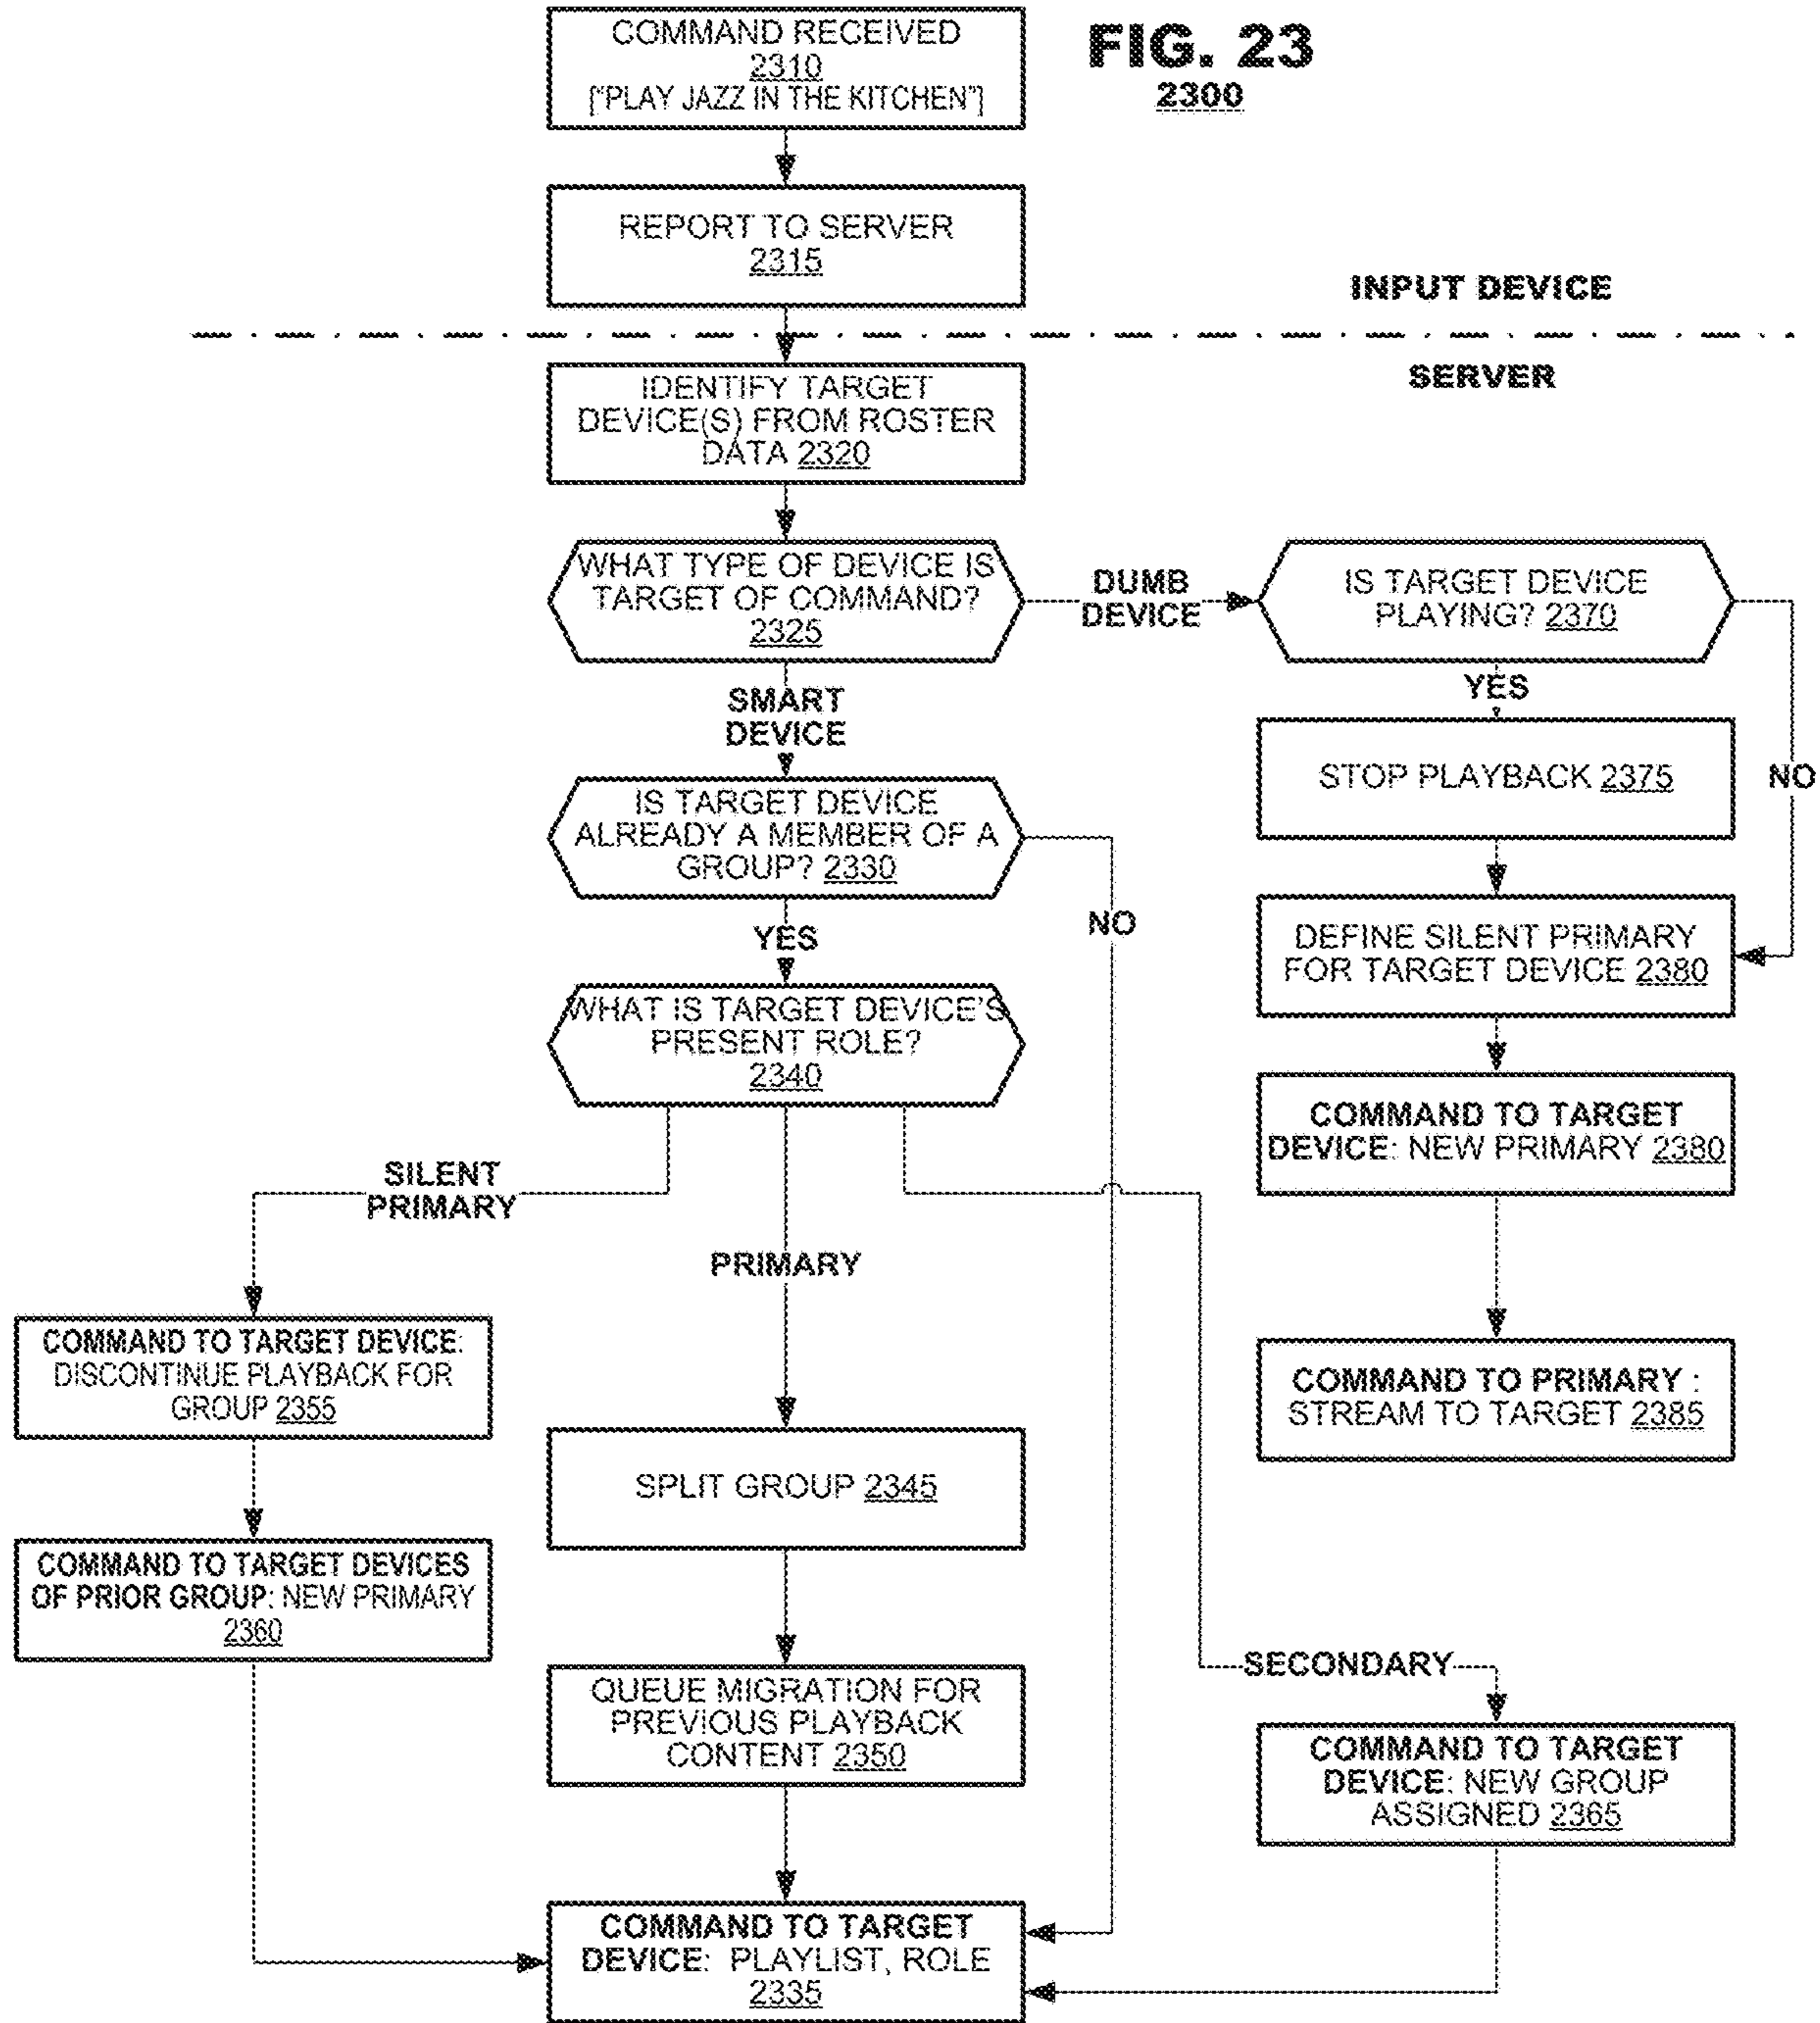 COMMAND RECEIVED
2310
["PLAY JAZZ IN THE KITCHEN"]
FIG. 23
2300
REPORT TO SERVER
2315
INPUT DEVICE
SERVER
IDENTIFY TARGET
DEVICE(S) FROM ROSTER
DATA 2320
WHAT TYPE OF DEVICE IS
TARGET OF COMMAND?
2325
DUMB
DEVICE
IS TARGET DEVICE
PLAYING? 2370
YES
NO
SMART
DEVICE
STOP PLAYBACK 2375
IS TARGET DEVICE
ALREADY A MEMBER OF A
GROUP? 2330
NO
YES
DEFINE SILENT PRIMARY
FOR TARGET DEVICE 2380
WHAT IS TARGET DEVICE'S
PRESENT ROLE?
2340
COMMAND TO TARGET
DEVICE: NEW PRIMARY 2380
SILENT
PRIMARY
PRIMARY
COMMAND TO TARGET DEVICE:
DISCONTINUE PLAYBACK FOR
GROUP 2355
COMMAND TO PRIMARY :
STREAM TO TARGET 2385
SPLIT GROUP 2345
COMMAND TO TARGET DEVICES
OF PRIOR GROUP: NEW PRIMARY
2360
SECONDARY
QUEUE MIGRATION FOR
PREVIOUS PLAYBACK
CONTENT 2350
COMMAND TO TARGET
DEVICE: NEW GROUP
ASSIGNED 2365
COMMAND TO TARGET
DEVICE: PLAYLIST, ROLE
2335